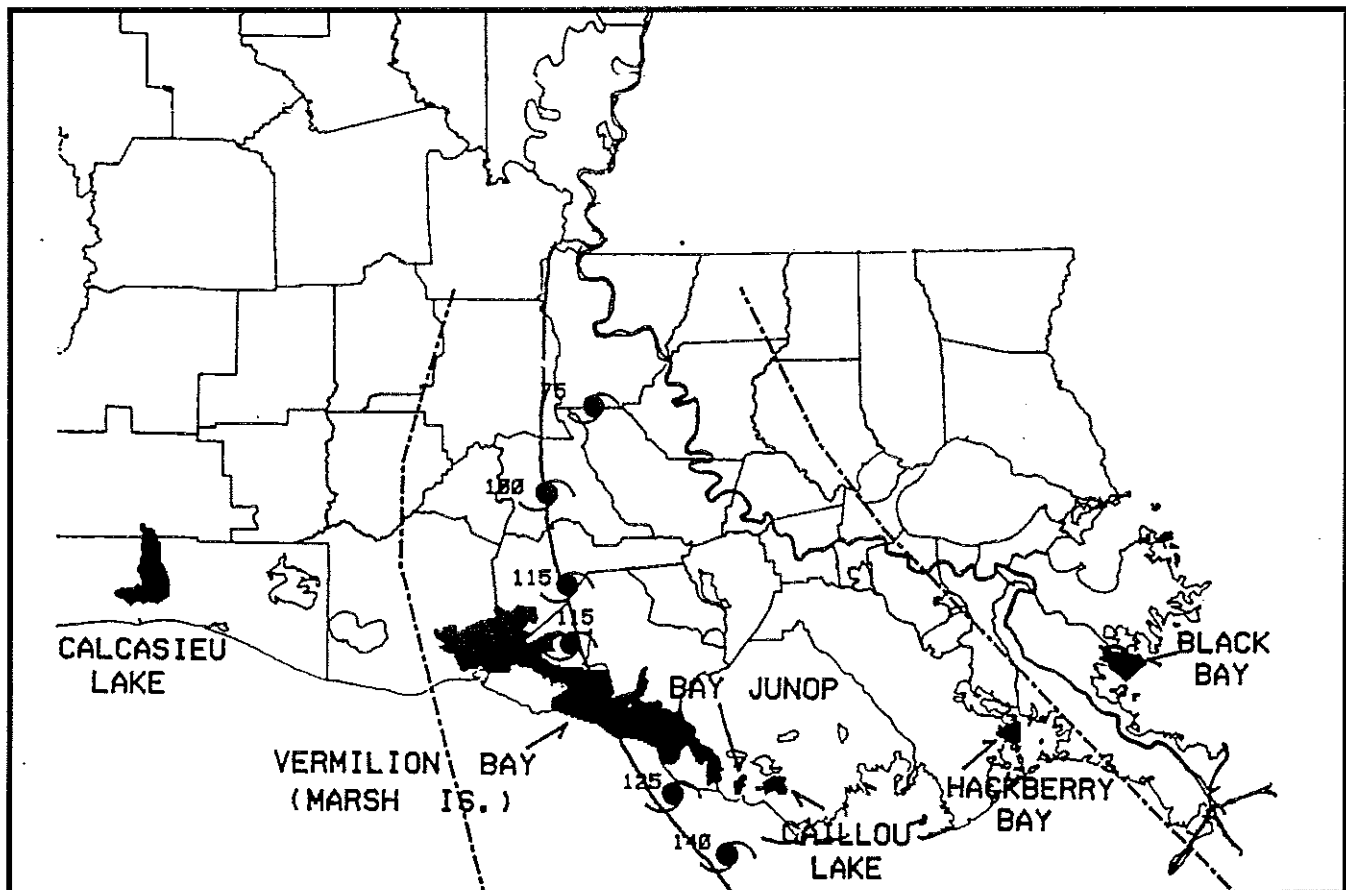 75
100
115
115
CALCASIEU
LAKE
BLACK
BAY
BAY JUNOP
VERMILION BAY
(MARSH IS.)
125
HACKBERRY
BAY
140
CAILLOU
LAKE